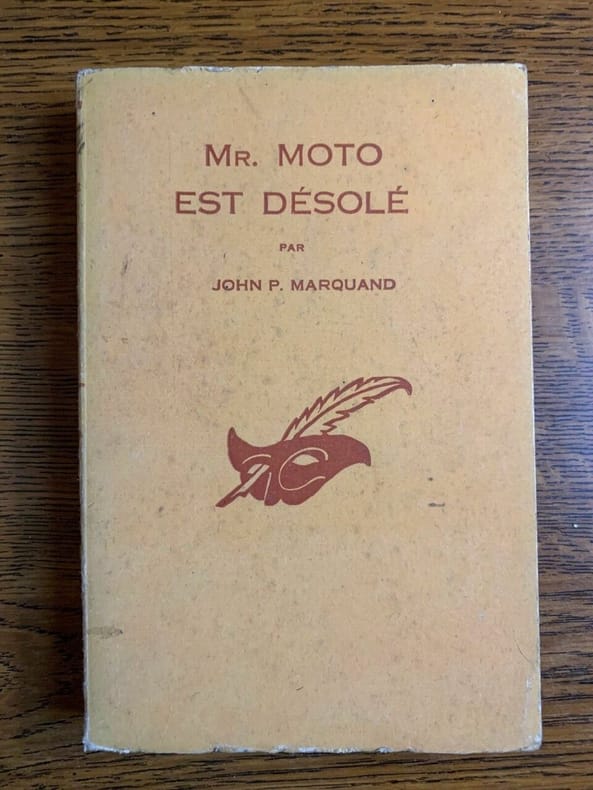 Mr. MOTO
EST DÉSOLÉ
PAR
JOHN P. MARQUAND